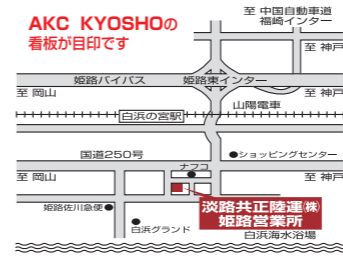 AKC KYOSHOの
看板が目印です
至 中国自動車道
福崎インター
至 神戸
姫路バイパス
姫路東インター
至 岡山
至 神戸
山陽電車
白浜の宮駅
国道250号
ショッピングセンター
ナフコ
至 岡山
至 神戸
姫路佐川急便
淡路共正陸運㈱
姫路営業所
白浜グランド
白浜海水浴場